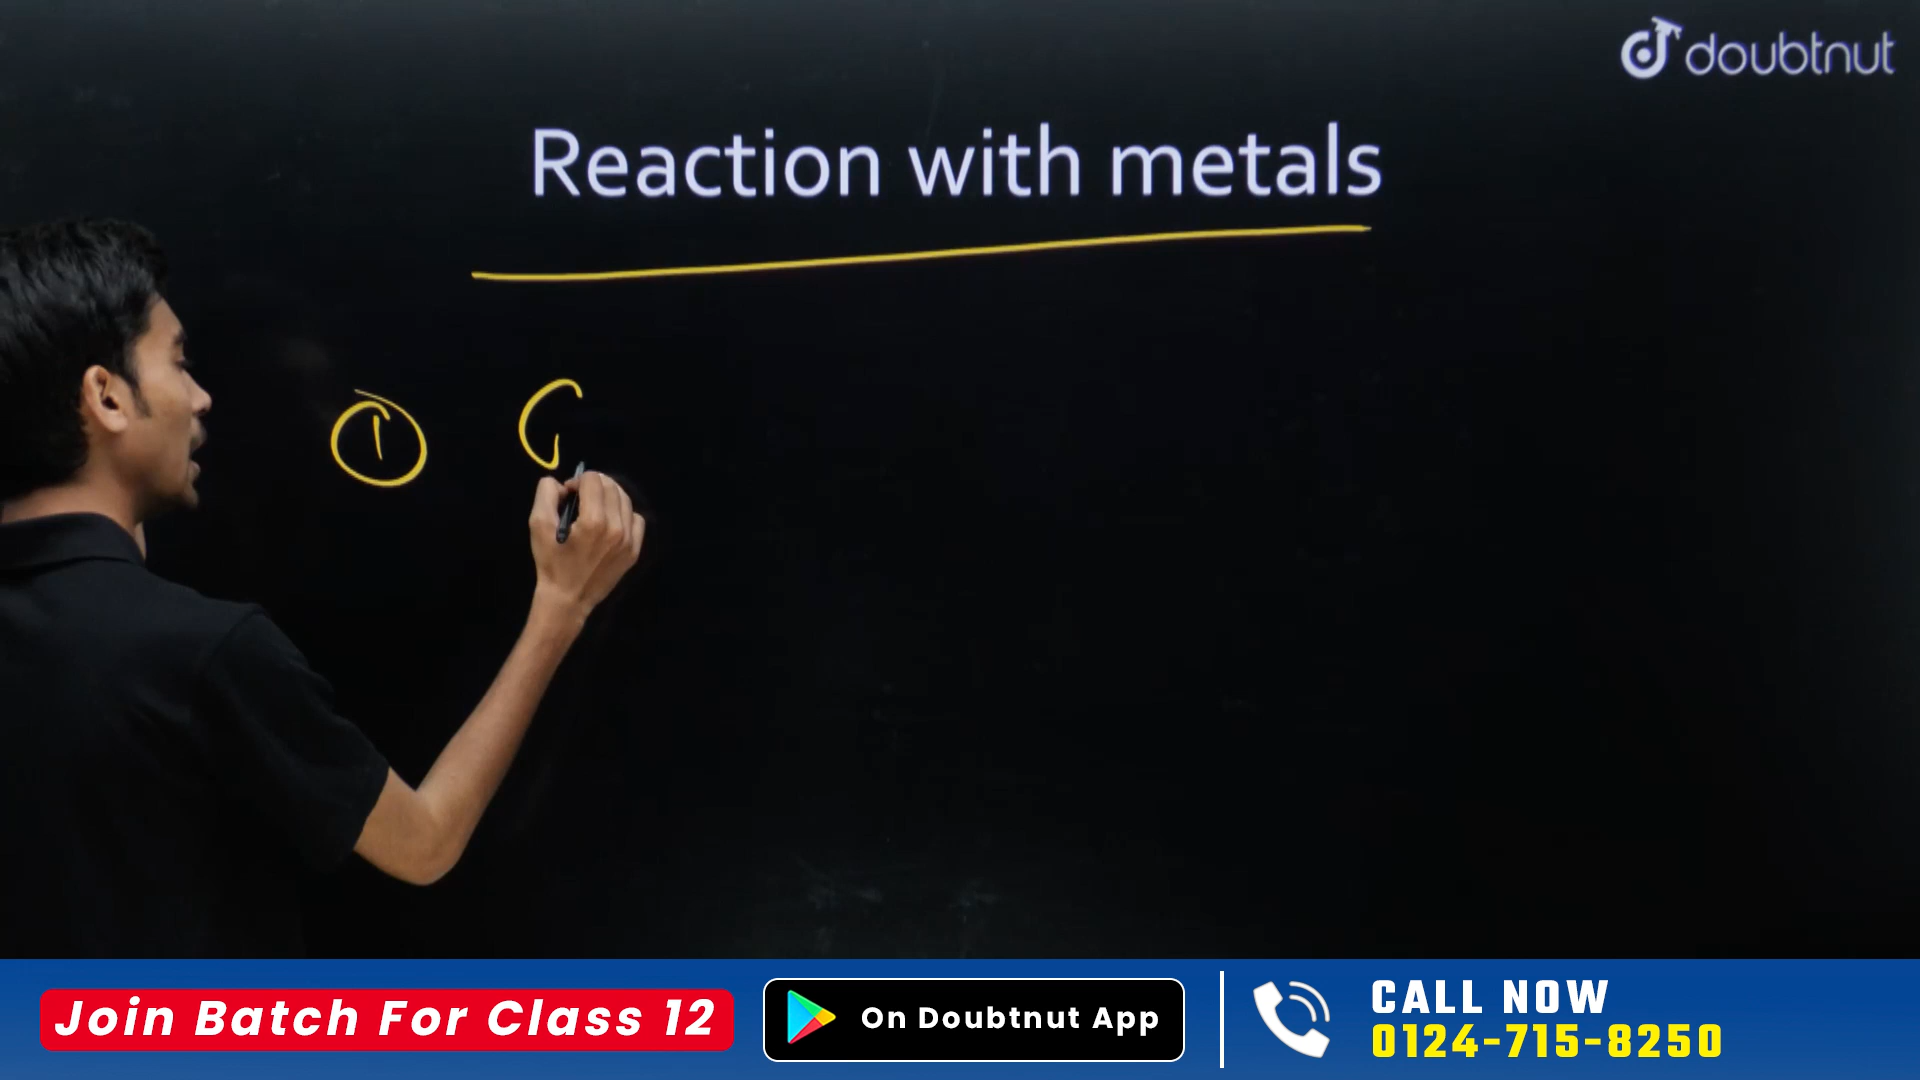 doubtnut
Reaction with metals
1 C
Join Batch For Class 12
On Doubtnut App
CALL NOW
0124-715-8250